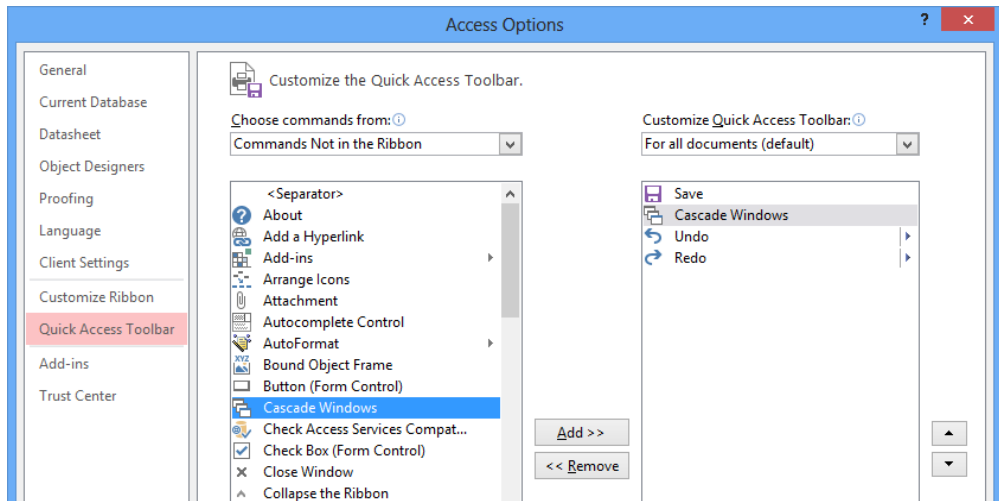 Access Options
?
General
Current Database
Datasheet
Object Designers
Proofing
Language
Client Settings
Customize Ribbon
Quick Access Toolbar
Add-ins
Trust Center
Customize the Quick Access Toolbar.
Choose commands from:
Commands Not in the Ribbon
<Separator>
About
Add a Hyperlink
Add-ins
Arrange Icons
Attachment
Autocomplete Control
AutoFormat
Bound Object Frame
Button (Form Control)
Cascade Windows
Check Access Services Compat...
Check Box (Form Control)
Close Window
Collapse the Ribbon
Add >>
<< Remove
Customize Quick Access Toolbar:
For all documents (default)
Save
Cascade Windows
Undo
Redo